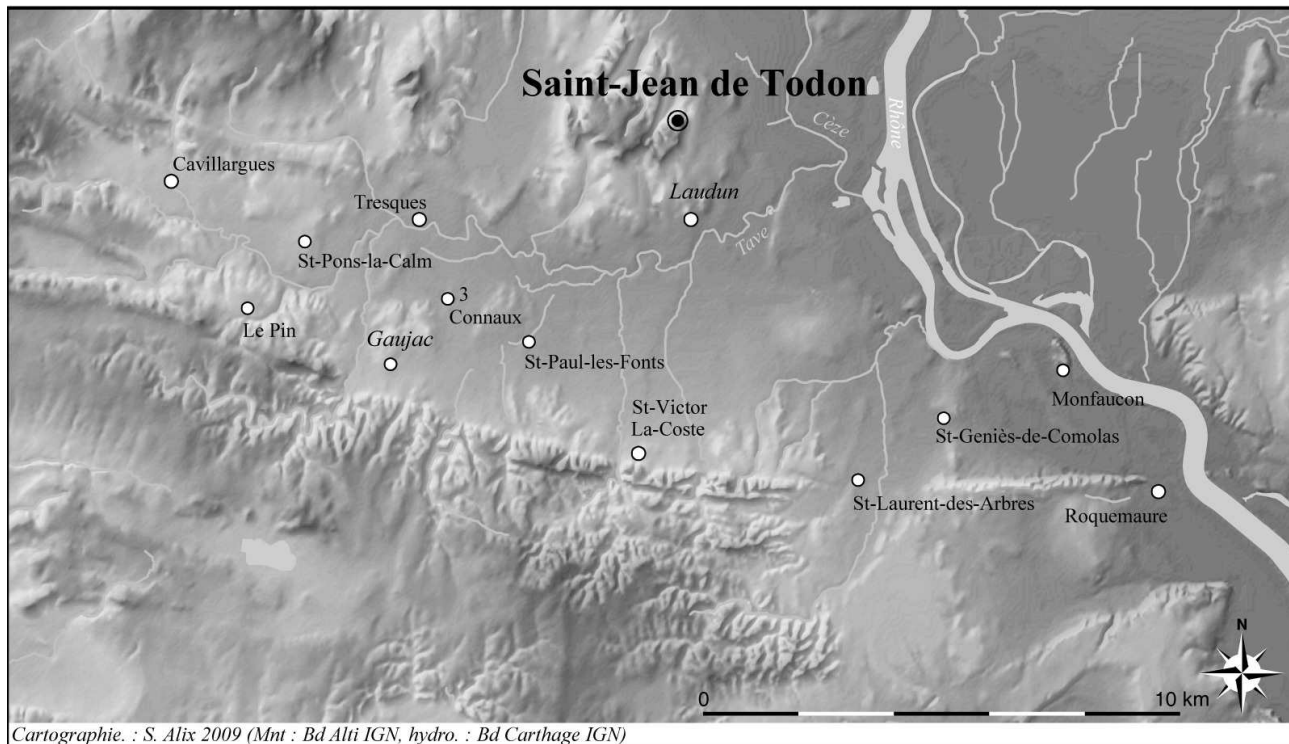 Saint-Jean de Todon
Rhône
Cèze
Cavillargues
Laudun
Tresques
Tave
St-Pons-la-Calm
3
Connaux
Le Pin
Gaujac
St-Paul-les-Fonts
Monfaucon
St-Victor
La-Coste
St-Geniès-de-Comolas
St-Laurent-des-Arbres
Roquemaure
N
0
10 km
Cartographie. : S. Alix 2009 (Mnt : Bd Alti IGN, hydro. : Bd Carthage IGN)